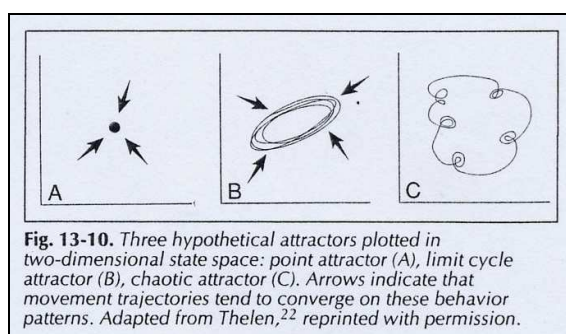 A
B
C
Fig. 13-10. Three hypothetical attractors plotted in
two-dimensional state space: point attractor (A), limit cycle
attractor (B), chaotic attractor (C). Arrows indicate that
movement trajectories tend to converge on these behavior
patterns. Adapted from Thelen,22 reprinted with permission.